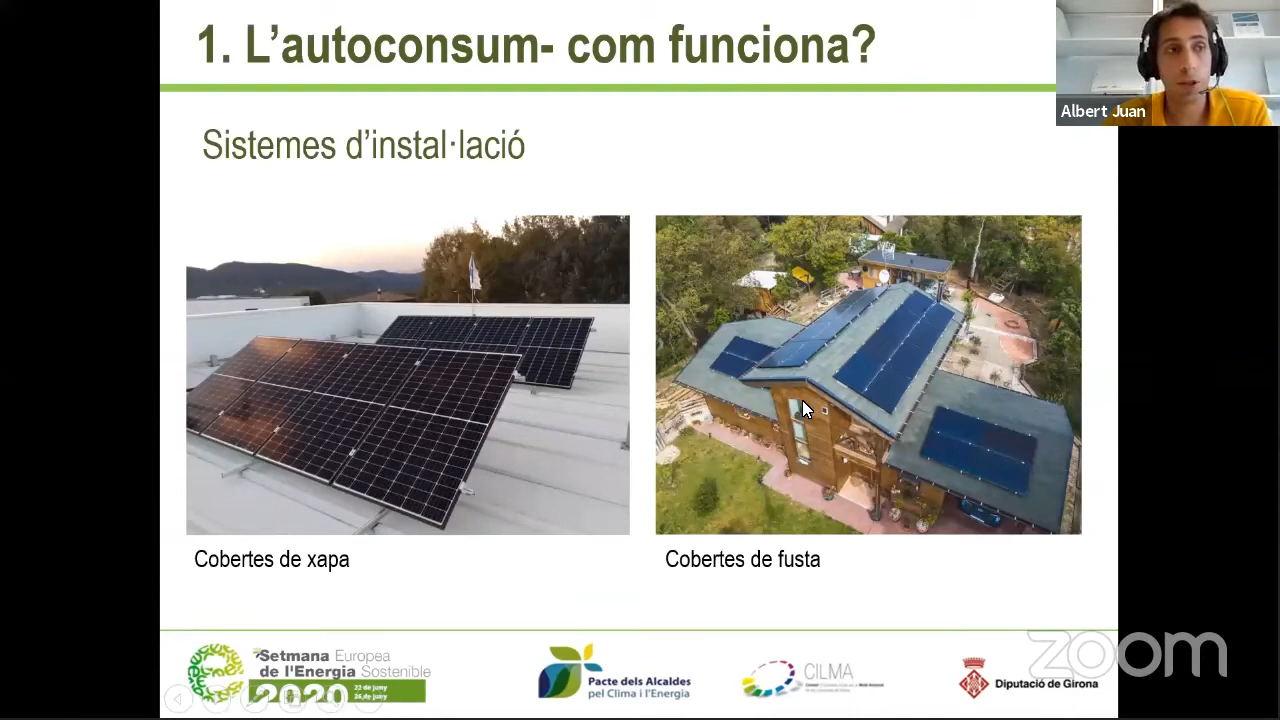 1. L’autoconsum- com funciona?
Albert Juan
Sistemes d’instal·lació
Cobertes de xapa
Cobertes de fusta
Setmana Europea
de l'Energia Sostenible
2020
22 de juny
26 de juny
Pacte dels Alcaldes
pel Clima i l'Energia
CILMA
Diputació de Girona
zoom